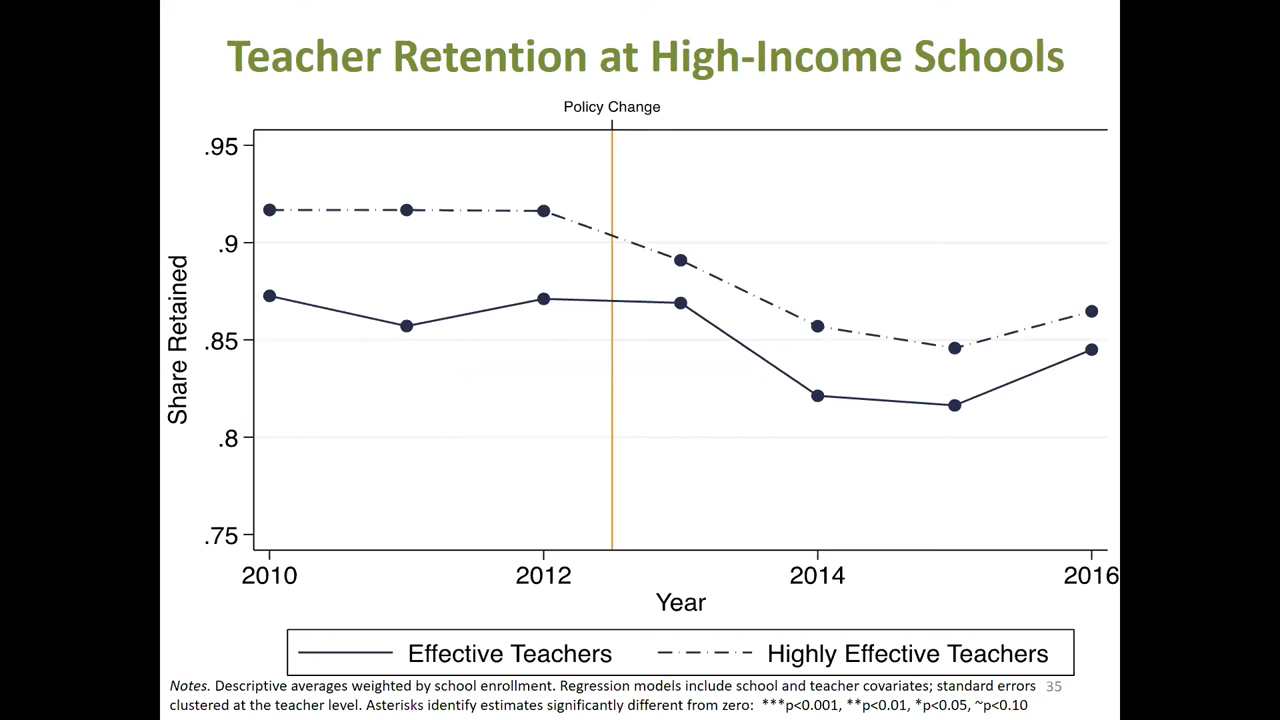 Teacher Retention at High-Income Schools
Policy Change
.95
.9
.85
.8
.75
Share Retained
2010 2012 2014 2016
Year
Effective Teachers Highly Effective Teachers
Notes. Descriptive averages weighted by school enrollment. Regression models include school and teacher covariates; standard errors 35
clustered at the teacher level. Asterisks identify estimates significantly different from zero: ***p<0.001, **p<0.01, *p<0.05, ~p<0.10